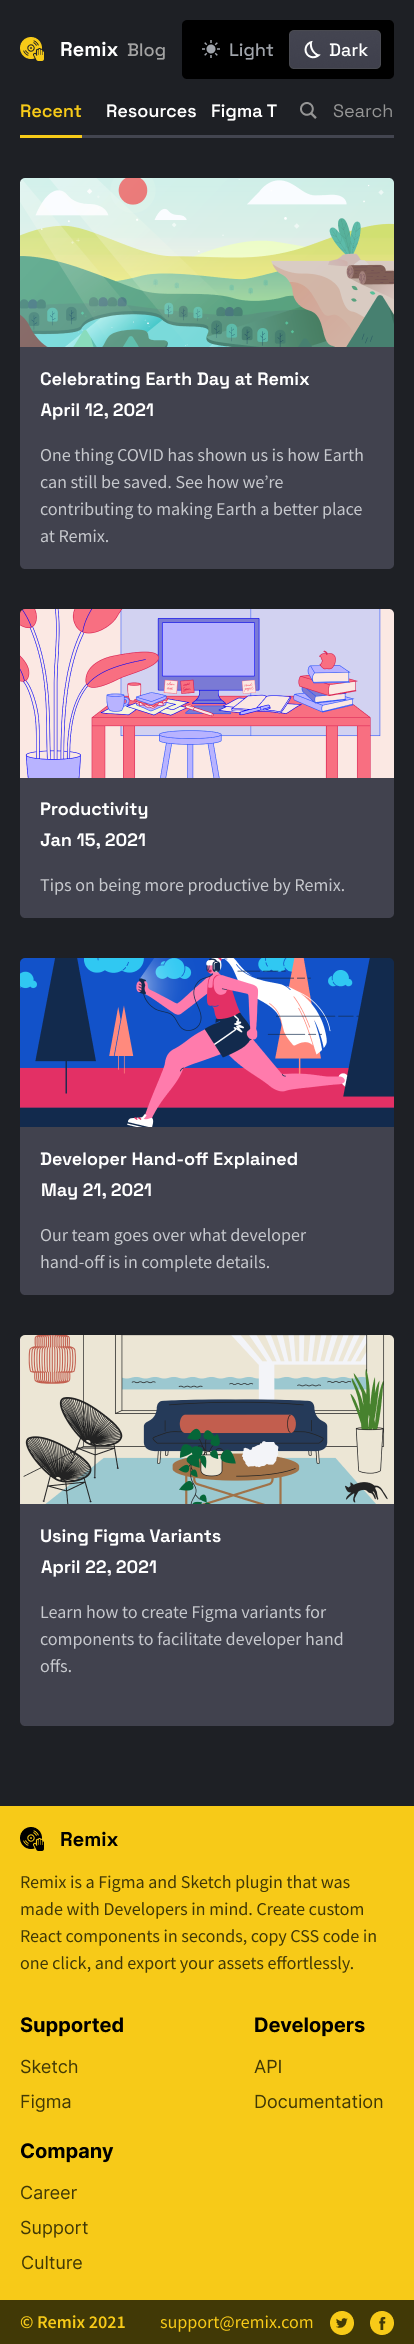 Remix Blog Light Dark
Recent Resources Figma T Search
Celebrating Earth Day at Remix
April 12, 2021
One thing COVID has shown us is how Earth
can still be saved. See how we're
contributing to making Earth a better place
at Remix.
Productivity
Jan 15, 2021
Tips on being more productive by Remix.
Developer Hand-off Explained
May 21, 2021
Our team goes over what developer
hand-off is in complete details.
Using Figma Variants
April 22, 2021
Learn how to create Figma variants for
components to facilitate developer hand
offs.
Remix
Remix is a Figma and Sketch plugin that was
made with Developers in mind. Create custom
React components in seconds, copy CSS code in
one click, and export your assets effortlessly.
Supported
Sketch
Figma
Developers
API
Documentation
Company
Career
Support
Culture
© Remix 2021 support@remix.com